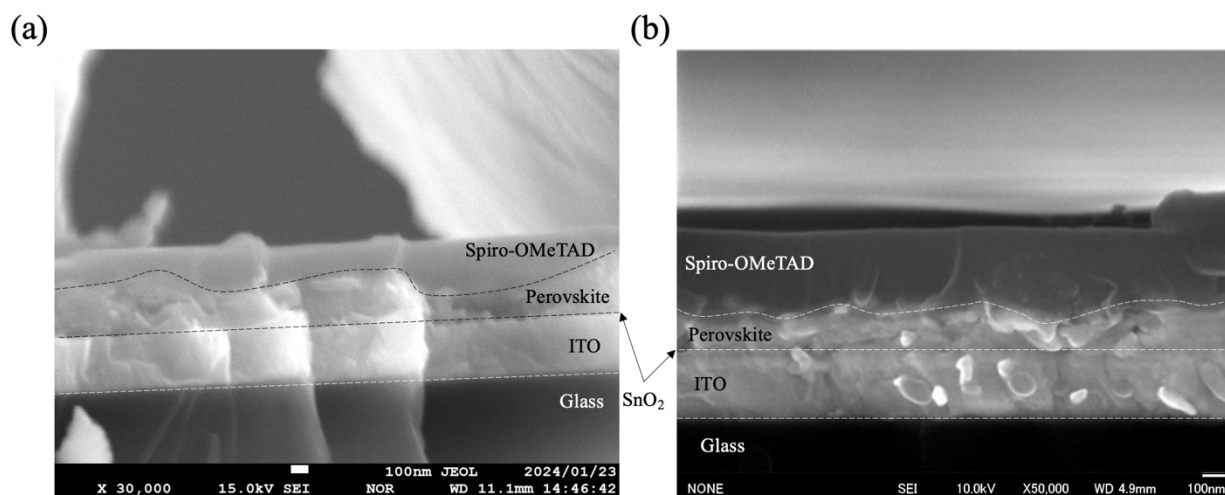 (a)
(b)
Spiro-OMeTAD
Perovskite
ITO
Glass
SnO2
100nm JEOL 2024/01/23
X 30,000 15.0kV SEI NOR WD 11.1mm 14:46:42
Spiro-OMeTAD
Perovskite
ITO
Glass
100nm
NONE SEI 10.0kV X50,000 WD 4.9mm